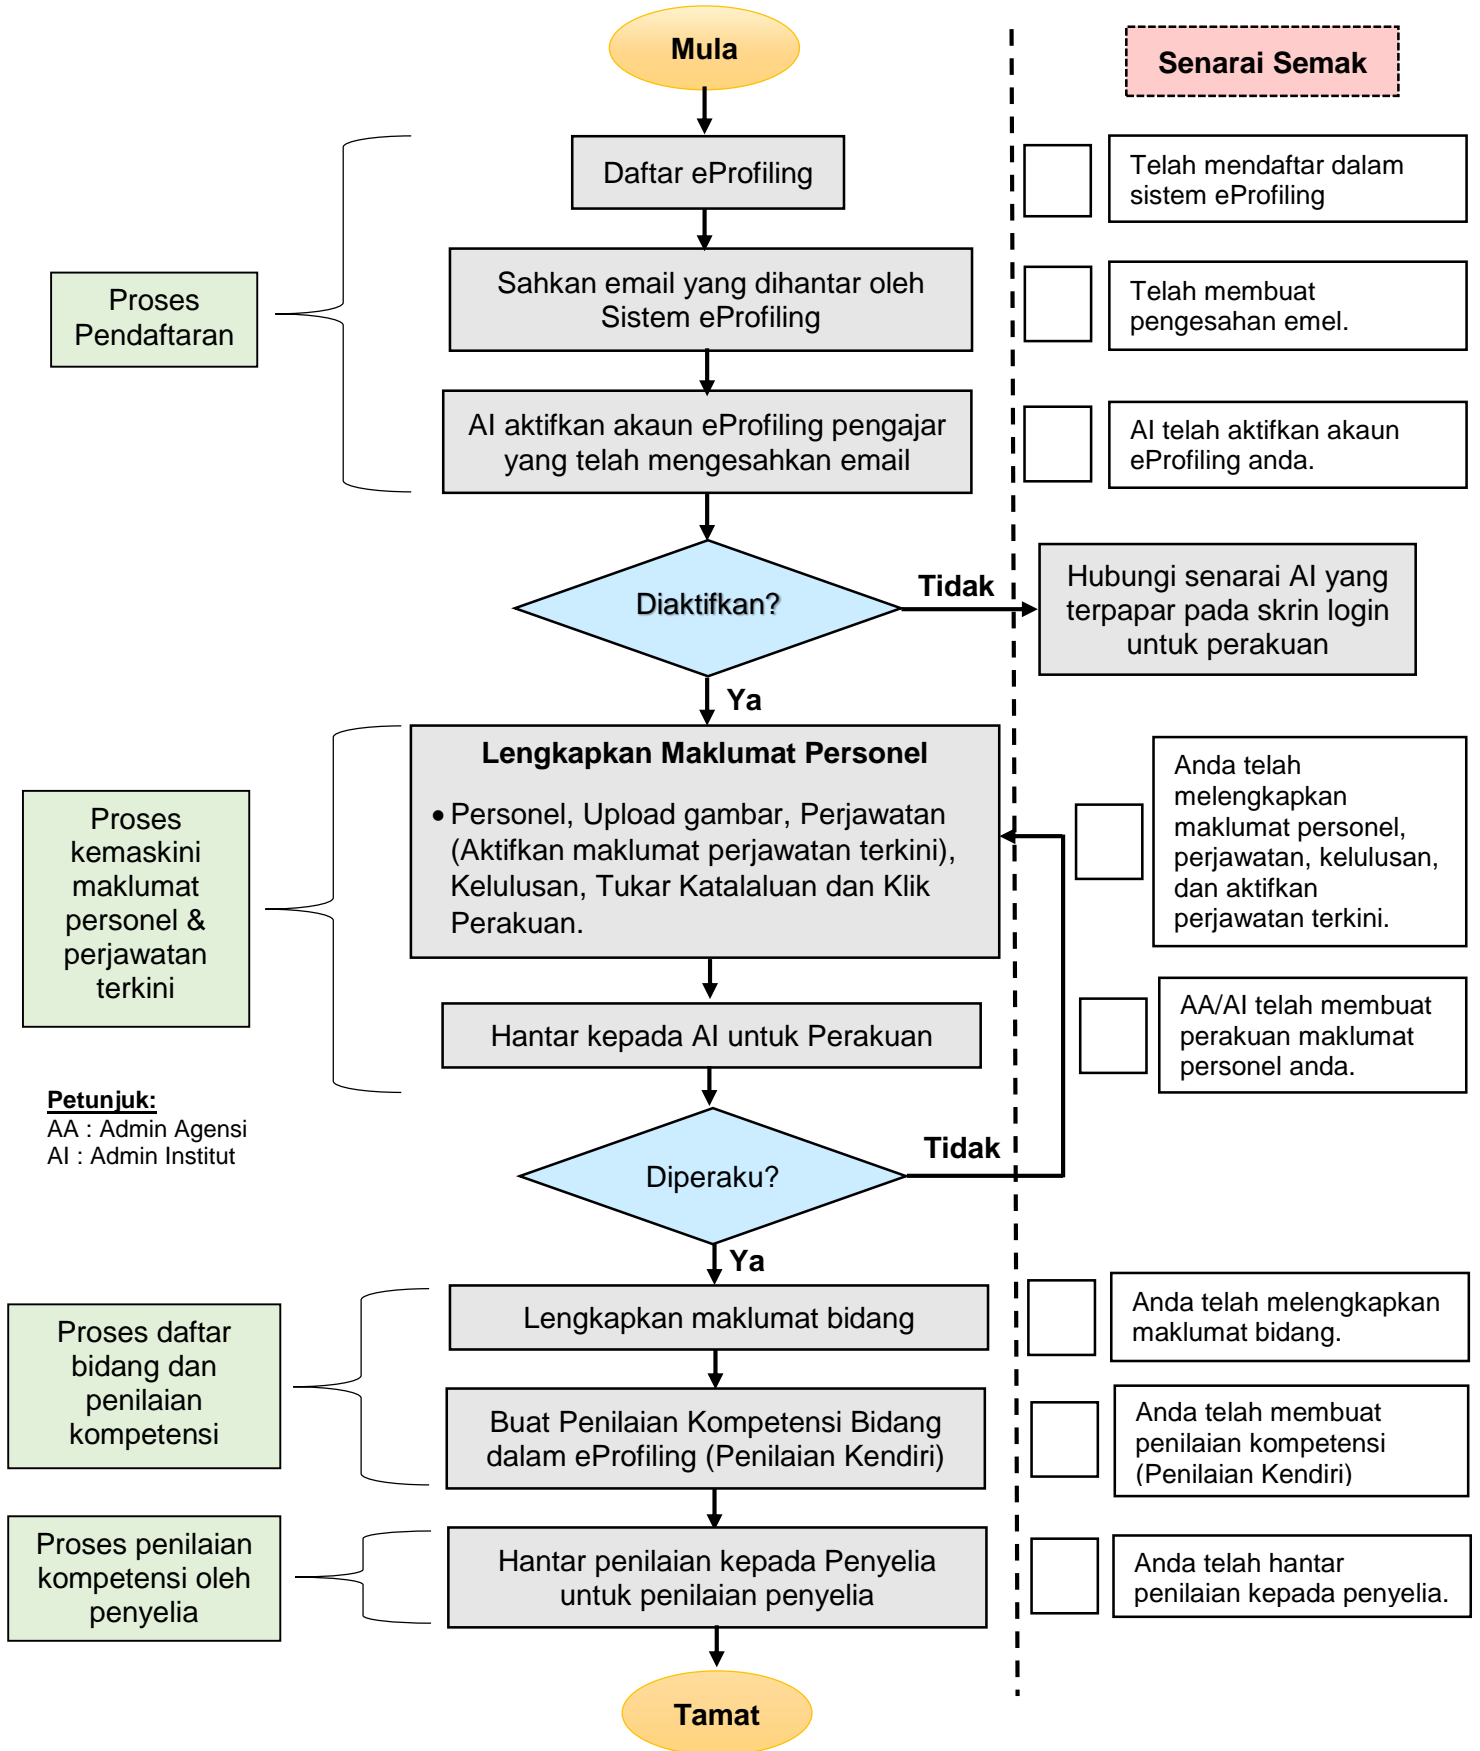 Mula
Senarai Semak
Daftar eProfiling
Telah mendaftar dalam
sistem eProfiling
Proses
Pendaftaran
Sahkan email yang dihantar oleh
Sistem eProfiling
Telah membuat
pengesahan emel.
AI aktifkan akaun eProfiling pengajar
yang telah mengesahkan email
AI telah aktifkan akaun
eProfiling anda.
Diaktifkan?
Tidak
Hubungi senarai AI yang
terpapar pada skrin login
untuk perakuan
Ya
Proses
kemaskini
maklumat
personel &
perjawatan
terkini
Lengkapkan Maklumat Personel
• Personel, Upload gambar, Perjawatan
(Aktifkan maklumat perjawatan terkini),
Kelulusan, Tukar Katalaluan dan Klik
Perakuan.
Anda telah
melengkapkan
maklumat personel,
perjawatan, kelulusan,
dan aktifkan
perjawatan terkini.
Hantar kepada AI untuk Perakuan
AA/AI telah membuat
perakuan maklumat
personel anda.
Petunjuk:
AA : Admin Agensi
AI : Admin Institut
Diperaku?
Tidak
Ya
Proses daftar
bidang dan
penilaian
kompetensi
Lengkapkan maklumat bidang
Anda telah melengkapkan
maklumat bidang.
Buat Penilaian Kompetensi Bidang
dalam eProfiling (Penilaian Kendiri)
Anda telah membuat
penilaian kompetensi
(Penilaian Kendiri)
Proses penilaian
kompetensi oleh
penyelia
Hantar penilaian kepada Penyelia
untuk penilaian penyelia
Anda telah hantar
penilaian kepada penyelia.
Tamat